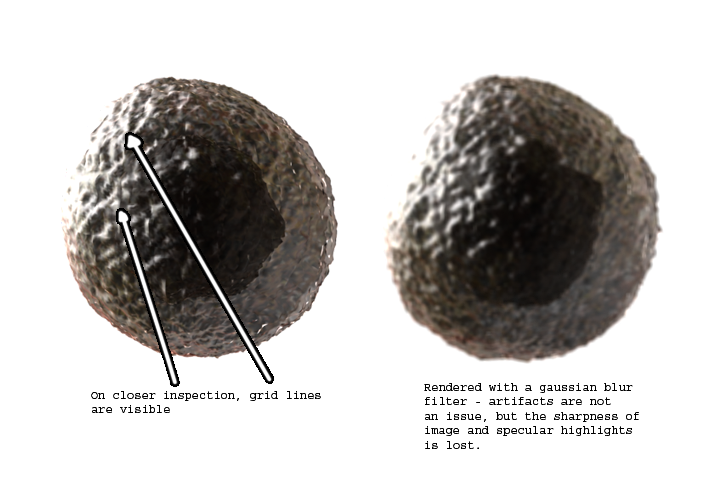 On closer inspection, grid lines
are visible
Rendered with a gaussian blur
filter - artifacts are not
an issue, but the sharpness of
image and specular highlights
is lost.